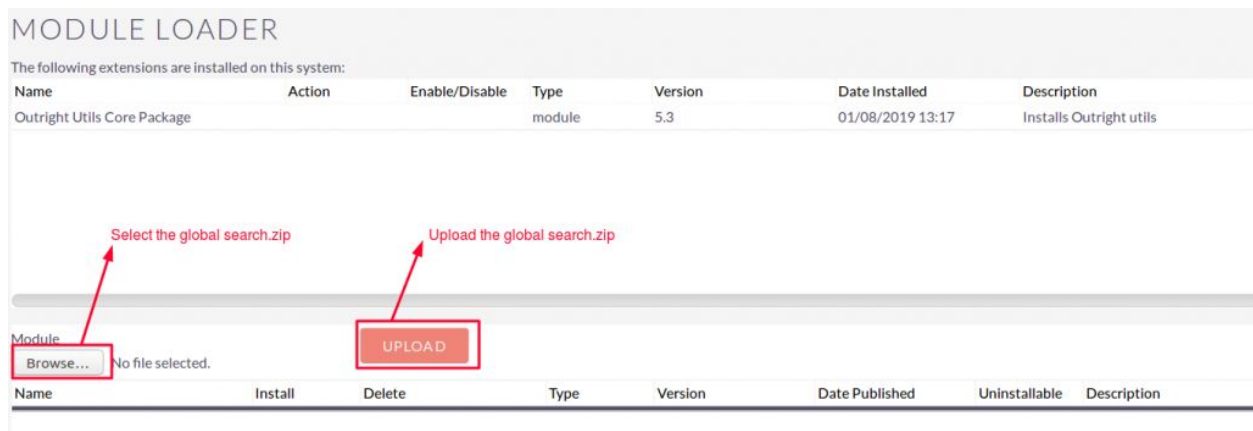 MODULE LOADER
The following extensions are installed on this system:
Name Action Enable/Disable Type Version Date Installed Description
Outright Utils Core Package module 5.3 01/08/2019 13:17 Installs Outright utils
Select the global search.zip Upload the global search.zip
Module
UPLOAD
Browse... No file selected.
Name Install Delete Type Version Date Published Uninstallable Description